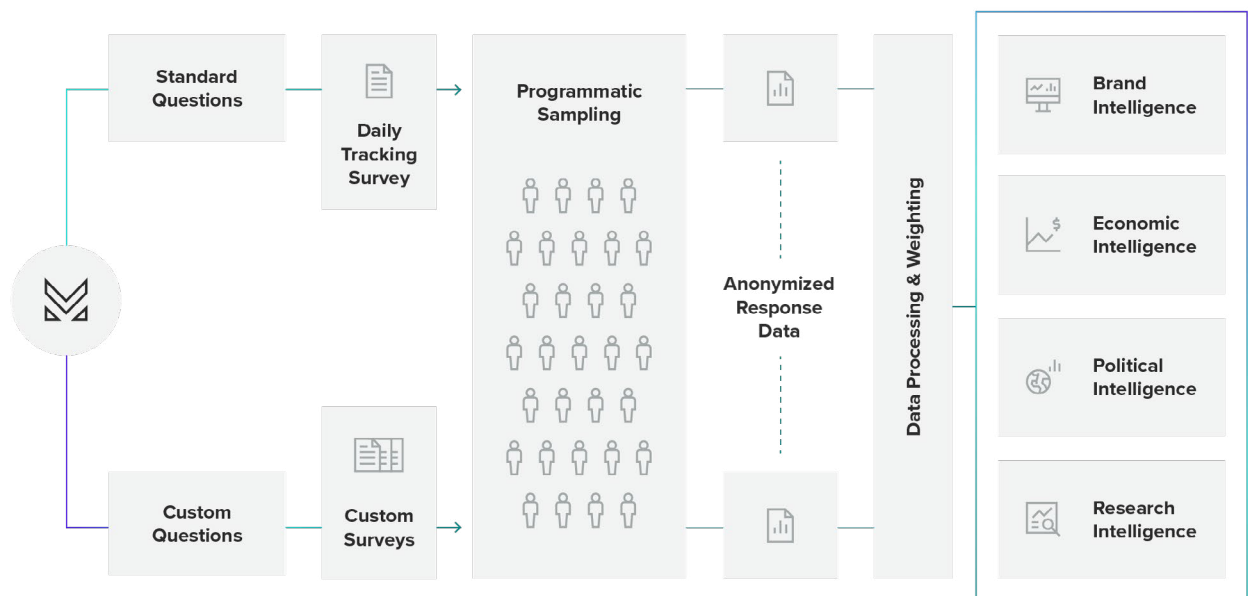 Standard
Questions
Daily
Tracking
Survey
Programmatic
Sampling
Anonymized
Response
Data
Data Processing & Weighting
Brand
Intelligence
Economic
Intelligence
Political
Intelligence
Research
Intelligence
Custom
Questions
Custom
Surveys